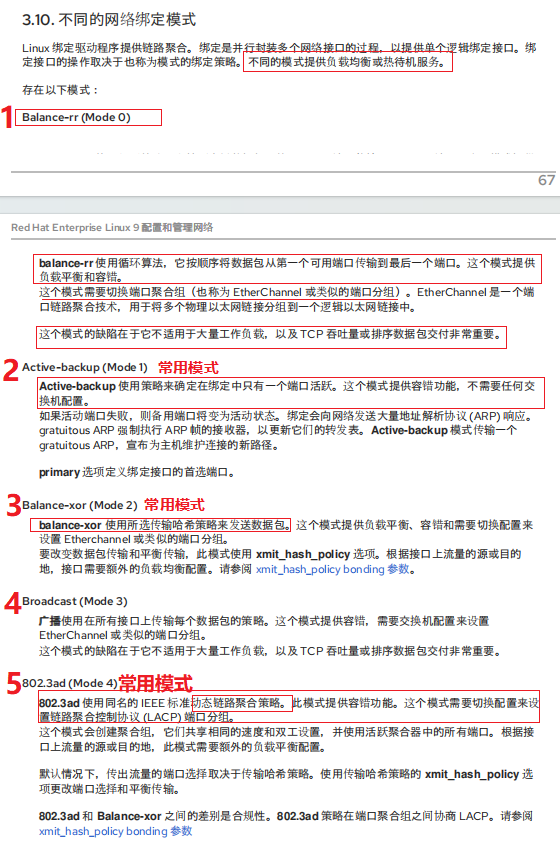 3.10. 不同的网络绑定模式
Linux 绑定驱动程序提供链路聚合。绑定是并行封装多个网络接口的过程，以提供单个逻辑绑定接口。绑
定接口的操作取决于也称为模式的绑定策略。不同的模式提供负载均衡或热待机服务。
存在以下模式：
1 Balance-rr (Mode 0)
67
Red Hat Enterprise Linux 9 配置和管理网络
balance-rr 使用循环算法，它按顺序将数据包从第一个可用端口传输到最后一个端口。这个模式提供
负载平衡和容错。
这个模式需要切换端口聚合组（也称为 EtherChannel 或类似的端口分组）。EtherChannel 是一个端
口链路聚合技术，用于将多个物理以太网链接分组到一个逻辑以太网链接中。
这个模式的缺陷在于它不适用于大量工作负载，以及 TCP 吞吐量或排序数据包交付非常重要。
2 Active-backup (Mode 1) 常用模式
Active-backup 使用策略来确定在绑定中只有一个端口活跃。这个模式提供容错功能，不需要任何交
换机配置。
如果活动端口失败，则备用端口将变为活动状态。绑定会向网络发送大量地址解析协议 (ARP) 响应。
gratuitous ARP 强制执行 ARP 帧的接收器，以更新它们的转发表。Active-backup 模式传输一个
gratuitous ARP，宣布为主机维护连接的新路径。
primary 选项定义绑定接口的首选端口。
3 Balance-xor (Mode 2) 常用模式
balance-xor 使用所选传输哈希策略来发送数据包。这个模式提供负载平衡、容错和需要切换配置来
设置 Etherchannel 或类似的端口分组。
要改变数据包传输和平衡传输，此模式使用 xmit_hash_policy 选项。根据接口上流量的源或目的
地，接口需要额外的负载均衡配置。请参阅 xmit_hash_policy bonding 参数。
4 Broadcast (Mode 3)
广播使用在所有接口上传输每个数据包的策略。这个模式提供容错，需要交换机配置来设置
EtherChannel 或类似的端口分组。
这个模式的缺陷在于它不适用于大量工作负载，以及 TCP 吞吐量或排序数据包交付非常重要。
5 802.3ad (Mode 4) 常用模式
802.3ad 使用同名的 IEEE 标准动态链路聚合策略。此模式提供容错功能。这个模式需要切换配置来设
置链路聚合控制协议 (LACP) 端口分组。
这个模式会创建聚合组，它们共享相同的速度和双工设置，并使用活跃聚合器中的所有端口。根据接
口上流量的源或目的地，此模式需要额外的负载平衡配置。
默认情况下，传出流量的端口选择取决于传输哈希策略。使用传输哈希策略的 xmit_hash_policy 选
项更改端口选择和平衡传输。
802.3ad 和 Balance-xor 之间的差别是合规性。802.3ad 策略在端口聚合组之间协商 LACP。请参阅
xmit_hash_policy bonding 参数